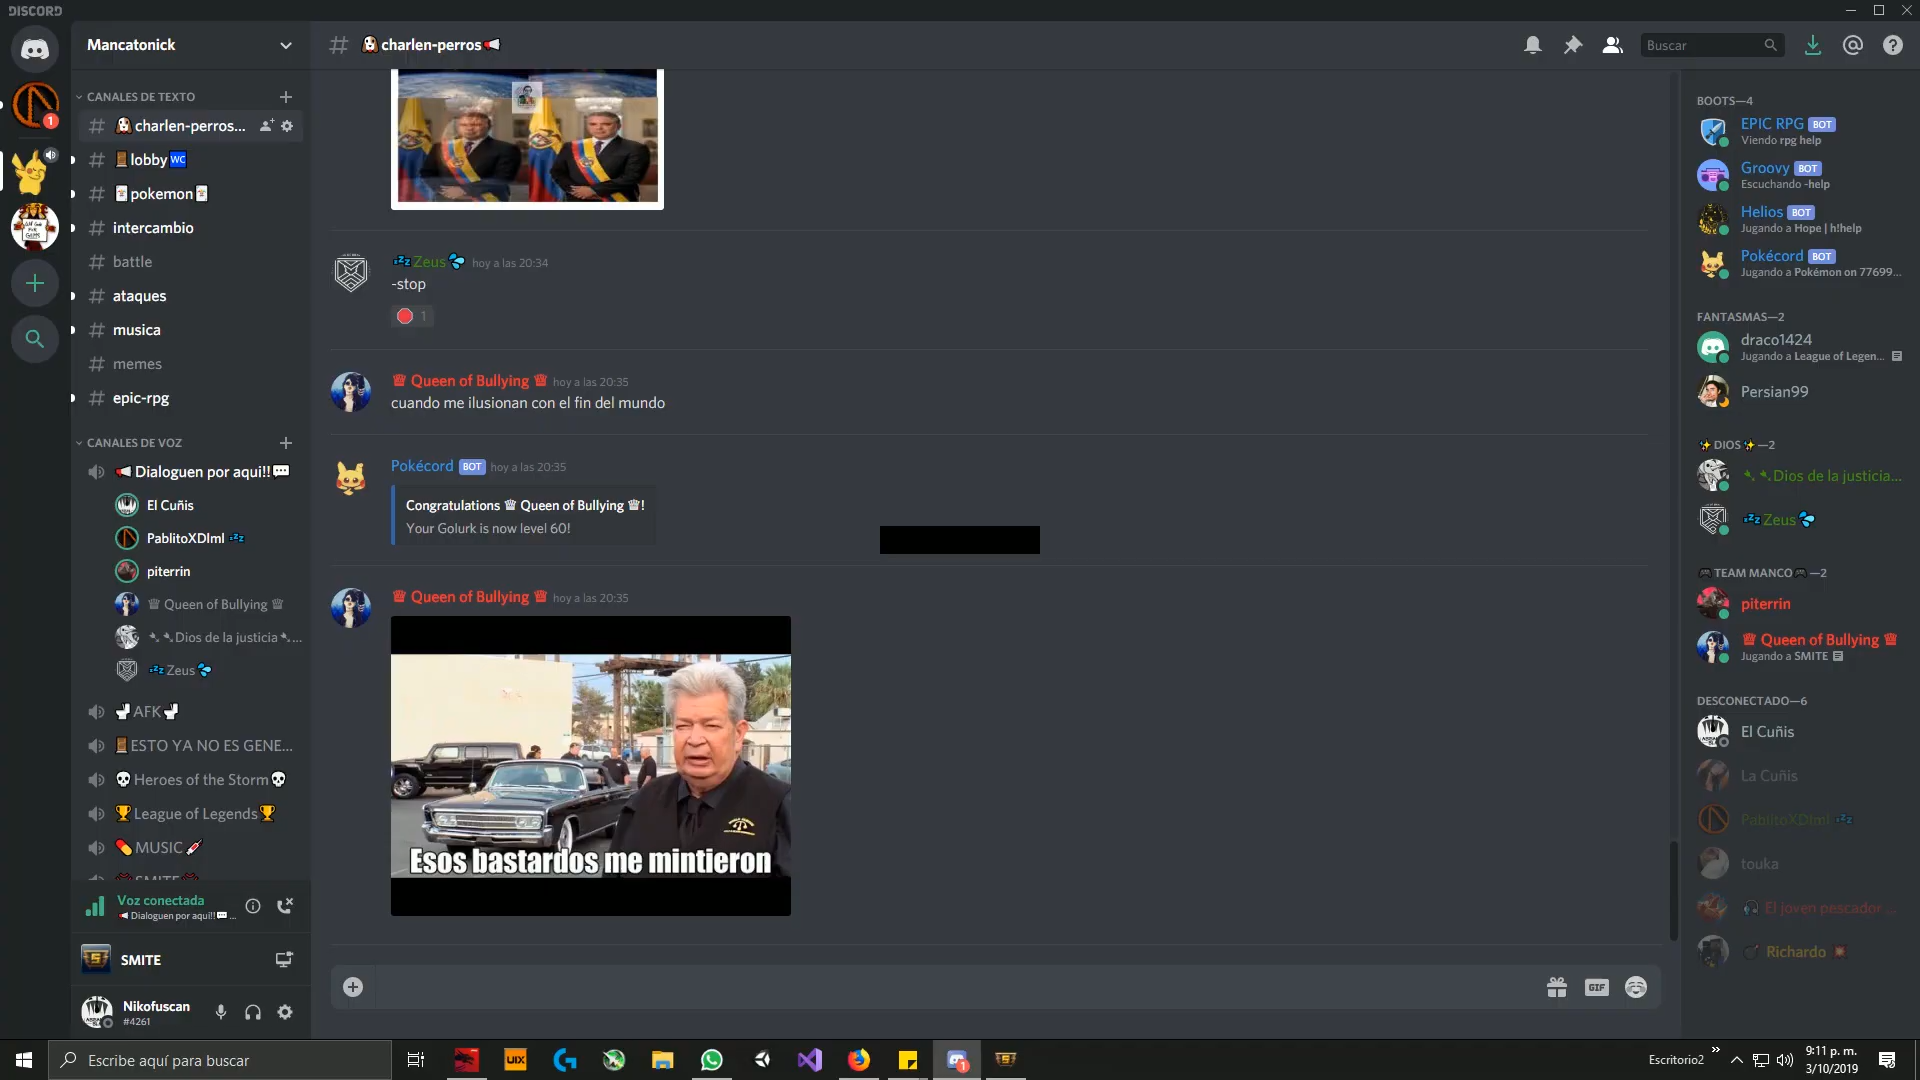 DISCORD
Mancatonick
charlen-perros
Buscar
CANALES DE TEXTO
charlen-perros...
lobby WC
pokemon
intercambio
battle
ataques
musica
memes
epic-rpg
CANALES DE VOZ
Dialoguen por aqui!!
El Cuñis
PablitoXDlml
piterrin
Queen of Bullying
Dios de la justicia...
Zeus
AFK
ESTO YA NO ES GENE...
Heroes of the Storm
League of Legends
MUSIC
SMITE
Voz conectada
Dialoguen por aqui!! ...
SMITE
Nikofuscan
#4261
Zeus hoy a las 20:34
-stop
1
Queen of Bullying hoy a las 20:35
cuando me ilusionan con el fin del mundo
Pokécord BOT hoy a las 20:35
Congratulations ♕ Queen of Bullying ♕!
Your Golurk is now level 60!
Queen of Bullying hoy a las 20:35
Esos bastardos me mintieron
GIF
BOOTS—4
EPIC RPG BOT
Viendo rpg help
Groovy BOT
Escuchando -help
Helios BOT
Jugando a Hope | h!help
Pokécord BOT
Jugando a Pokémon on 77699...
FANTASMAS—2
draco1424
Jugando a League of Legen...
Persian99
DIOS —2
Dios de la justicia...
Zeus
TEAM MANCO —2
piterrin
Queen of Bullying
Jugando a SMITE
DESCONECTADO—6
El Cuñis
La Cuñis
PablitoXDlml
touka
El joven pescador ...
Richardo
Escribe aquí para buscar
UIX
Escritorio2
9:11 p. m.
3/10/2019